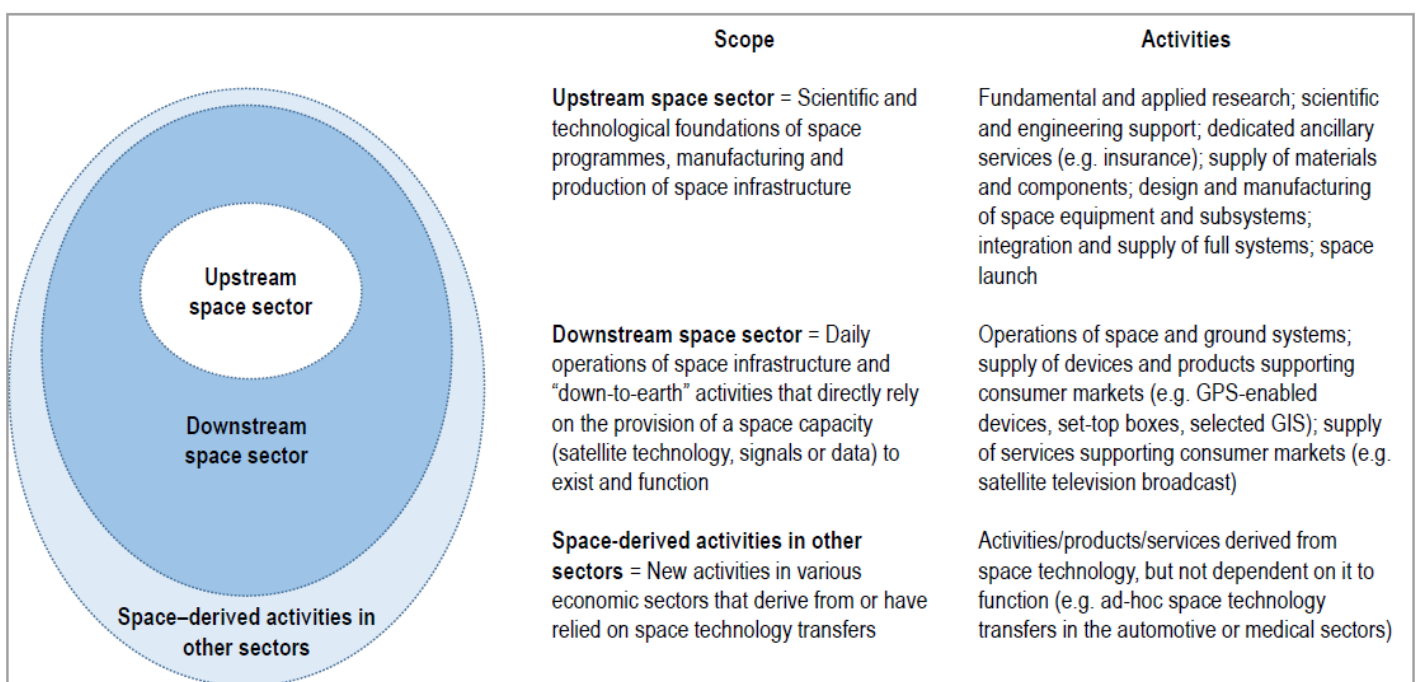 Scope
Activities
Upstream
space sector
Downstream
space sector
Space–derived activities in
other sectors
Upstream space sector = Scientific and
technological foundations of space
programmes, manufacturing and
production of space infrastructure
Fundamental and applied research; scientific
and engineering support; dedicated ancillary
services (e.g. insurance); supply of materials
and components; design and manufacturing
of space equipment and subsystems;
integration and supply of full systems; space
launch
Downstream space sector = Daily
operations of space infrastructure and
“down-to-earth” activities that directly rely
on the provision of a space capacity
(satellite technology, signals or data) to
exist and function
Operations of space and ground systems;
supply of devices and products supporting
consumer markets (e.g. GPS-enabled
devices, set-top boxes, selected GIS); supply
of services supporting consumer markets (e.g.
satellite television broadcast)
Space-derived activities in other
sectors = New activities in various
economic sectors that derive from or have
relied on space technology transfers
Activities/products/services derived from
space technology, but not dependent on it to
function (e.g. ad-hoc space technology
transfers in the automotive or medical sectors)